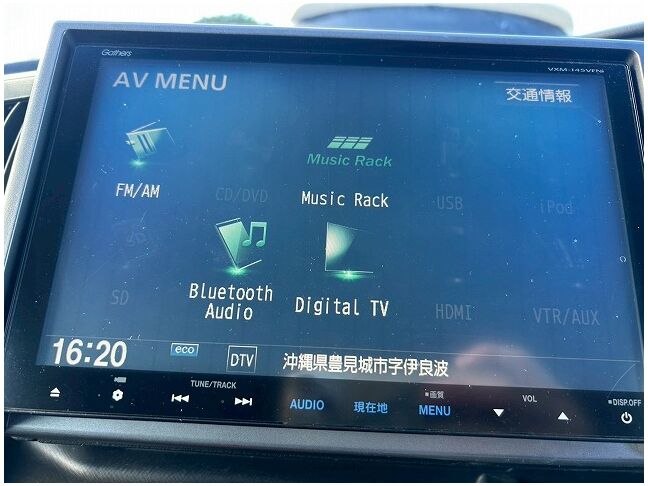 Gathers
VXM-145VFNi
AV MENU
交通情報
FM/AM
CD/DVD
Music Rack
Music Rack
USB
iPod
SD
Bluetooth
Audio
Digital TV
HDMI
VTR/AUX
16:20
eco
DTV
沖縄県豊見城市字伊良波
TUNE/TRACK
AUDIO
現在地
画質
MENU
VOL
DISP.OFF